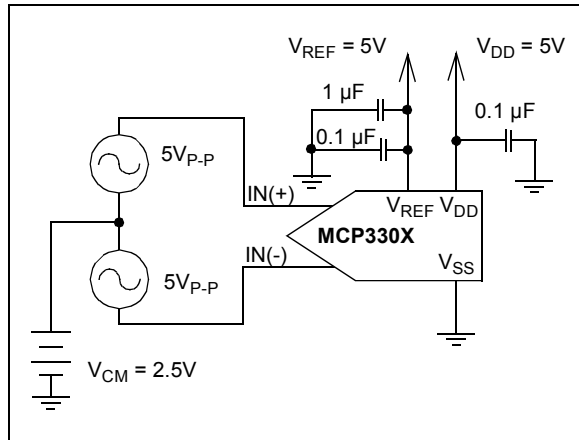 V_REF = 5V
V_DD = 5V
1 µF
0.1 µF
0.1 µF
5V_P-P
IN(+)
V_REF V_DD
MCP330X
V_SS
IN(-)
5V_P-P
V_CM = 2.5V